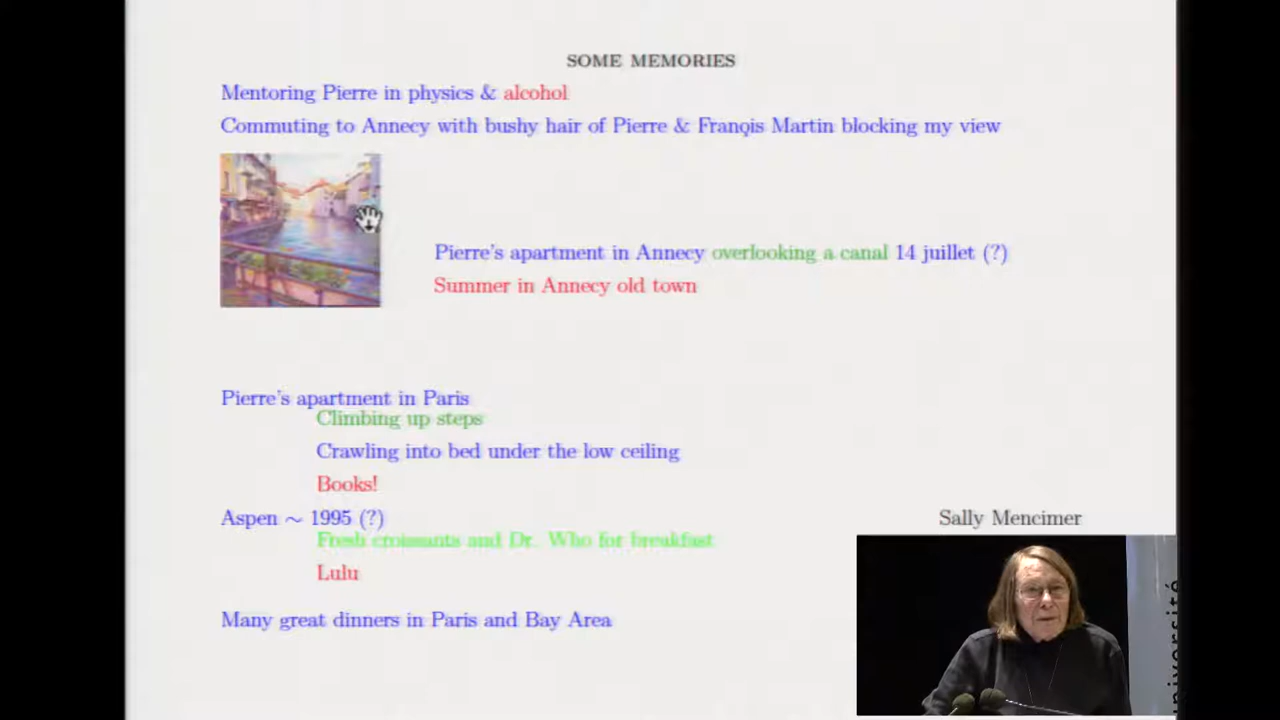 SOME MEMORIES
Mentoring Pierre in physics & alcohol
Commuting to Annecy with bushy hair of Pierre & Franȩis Martin blocking my view
Pierre's apartment in Annecy overlooking a canal 14 juillet (?)
Summer in Annecy old town
Pierre's apartment in Paris
Climbing up steps
Crawling into bed under the low ceiling
Books!
Aspen ∼ 1995 (?)
Fresh croissants and Dr. Who for breakfast
Lulu
Many great dinners in Paris and Bay Area
Sally Mencimer
université